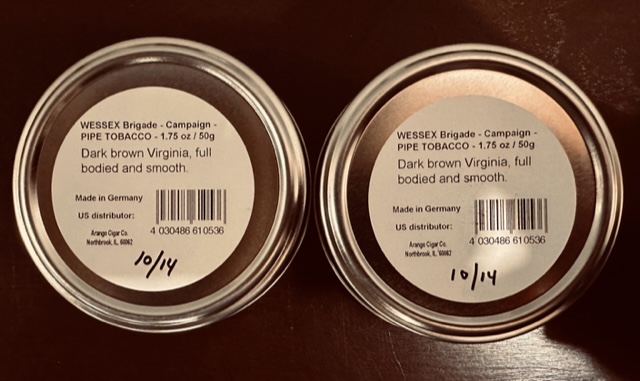 WESSEX Brigade - Campaign -
PIPE TOBACCO - 1.75 oz / 50g
Dark brown Virginia, full
bodied and smooth.
Made in Germany
US distributor:
Arango Cigar Co.
Northbrook, IL, 60062
4 030486 610536
10/14
WESSEX Brigade - Campaign -
PIPE TOBACCO - 1.75 oz / 50g
Dark brown Virginia, full
bodied and smooth.
Made in Germany
US distributor:
Arango Cigar Co.
Northbrook, IL, 60062
4 030486 610536
10/14